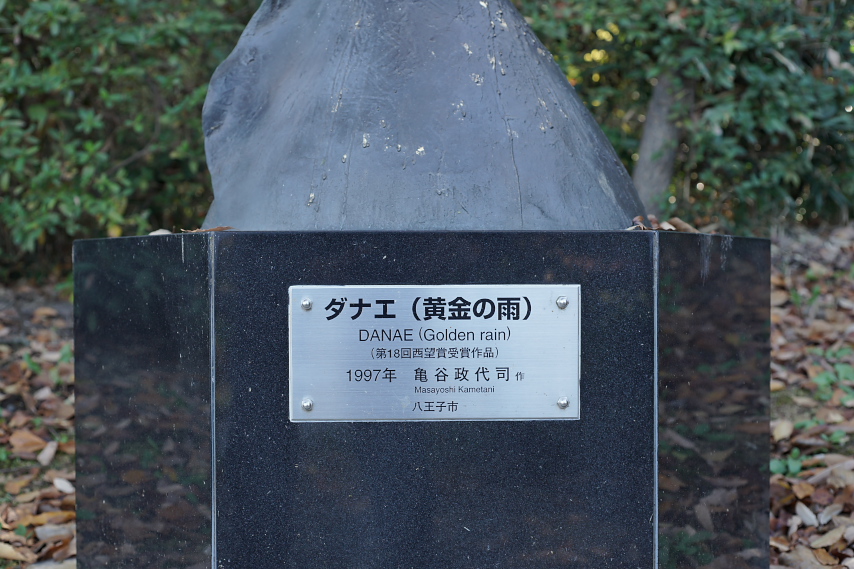 ダナエ（黄金の雨）
DANAE（Golden rain）
（第18回西望賞受賞作品）
1997年　亀谷政代司 作
Masayoshi Kametani
八王子市